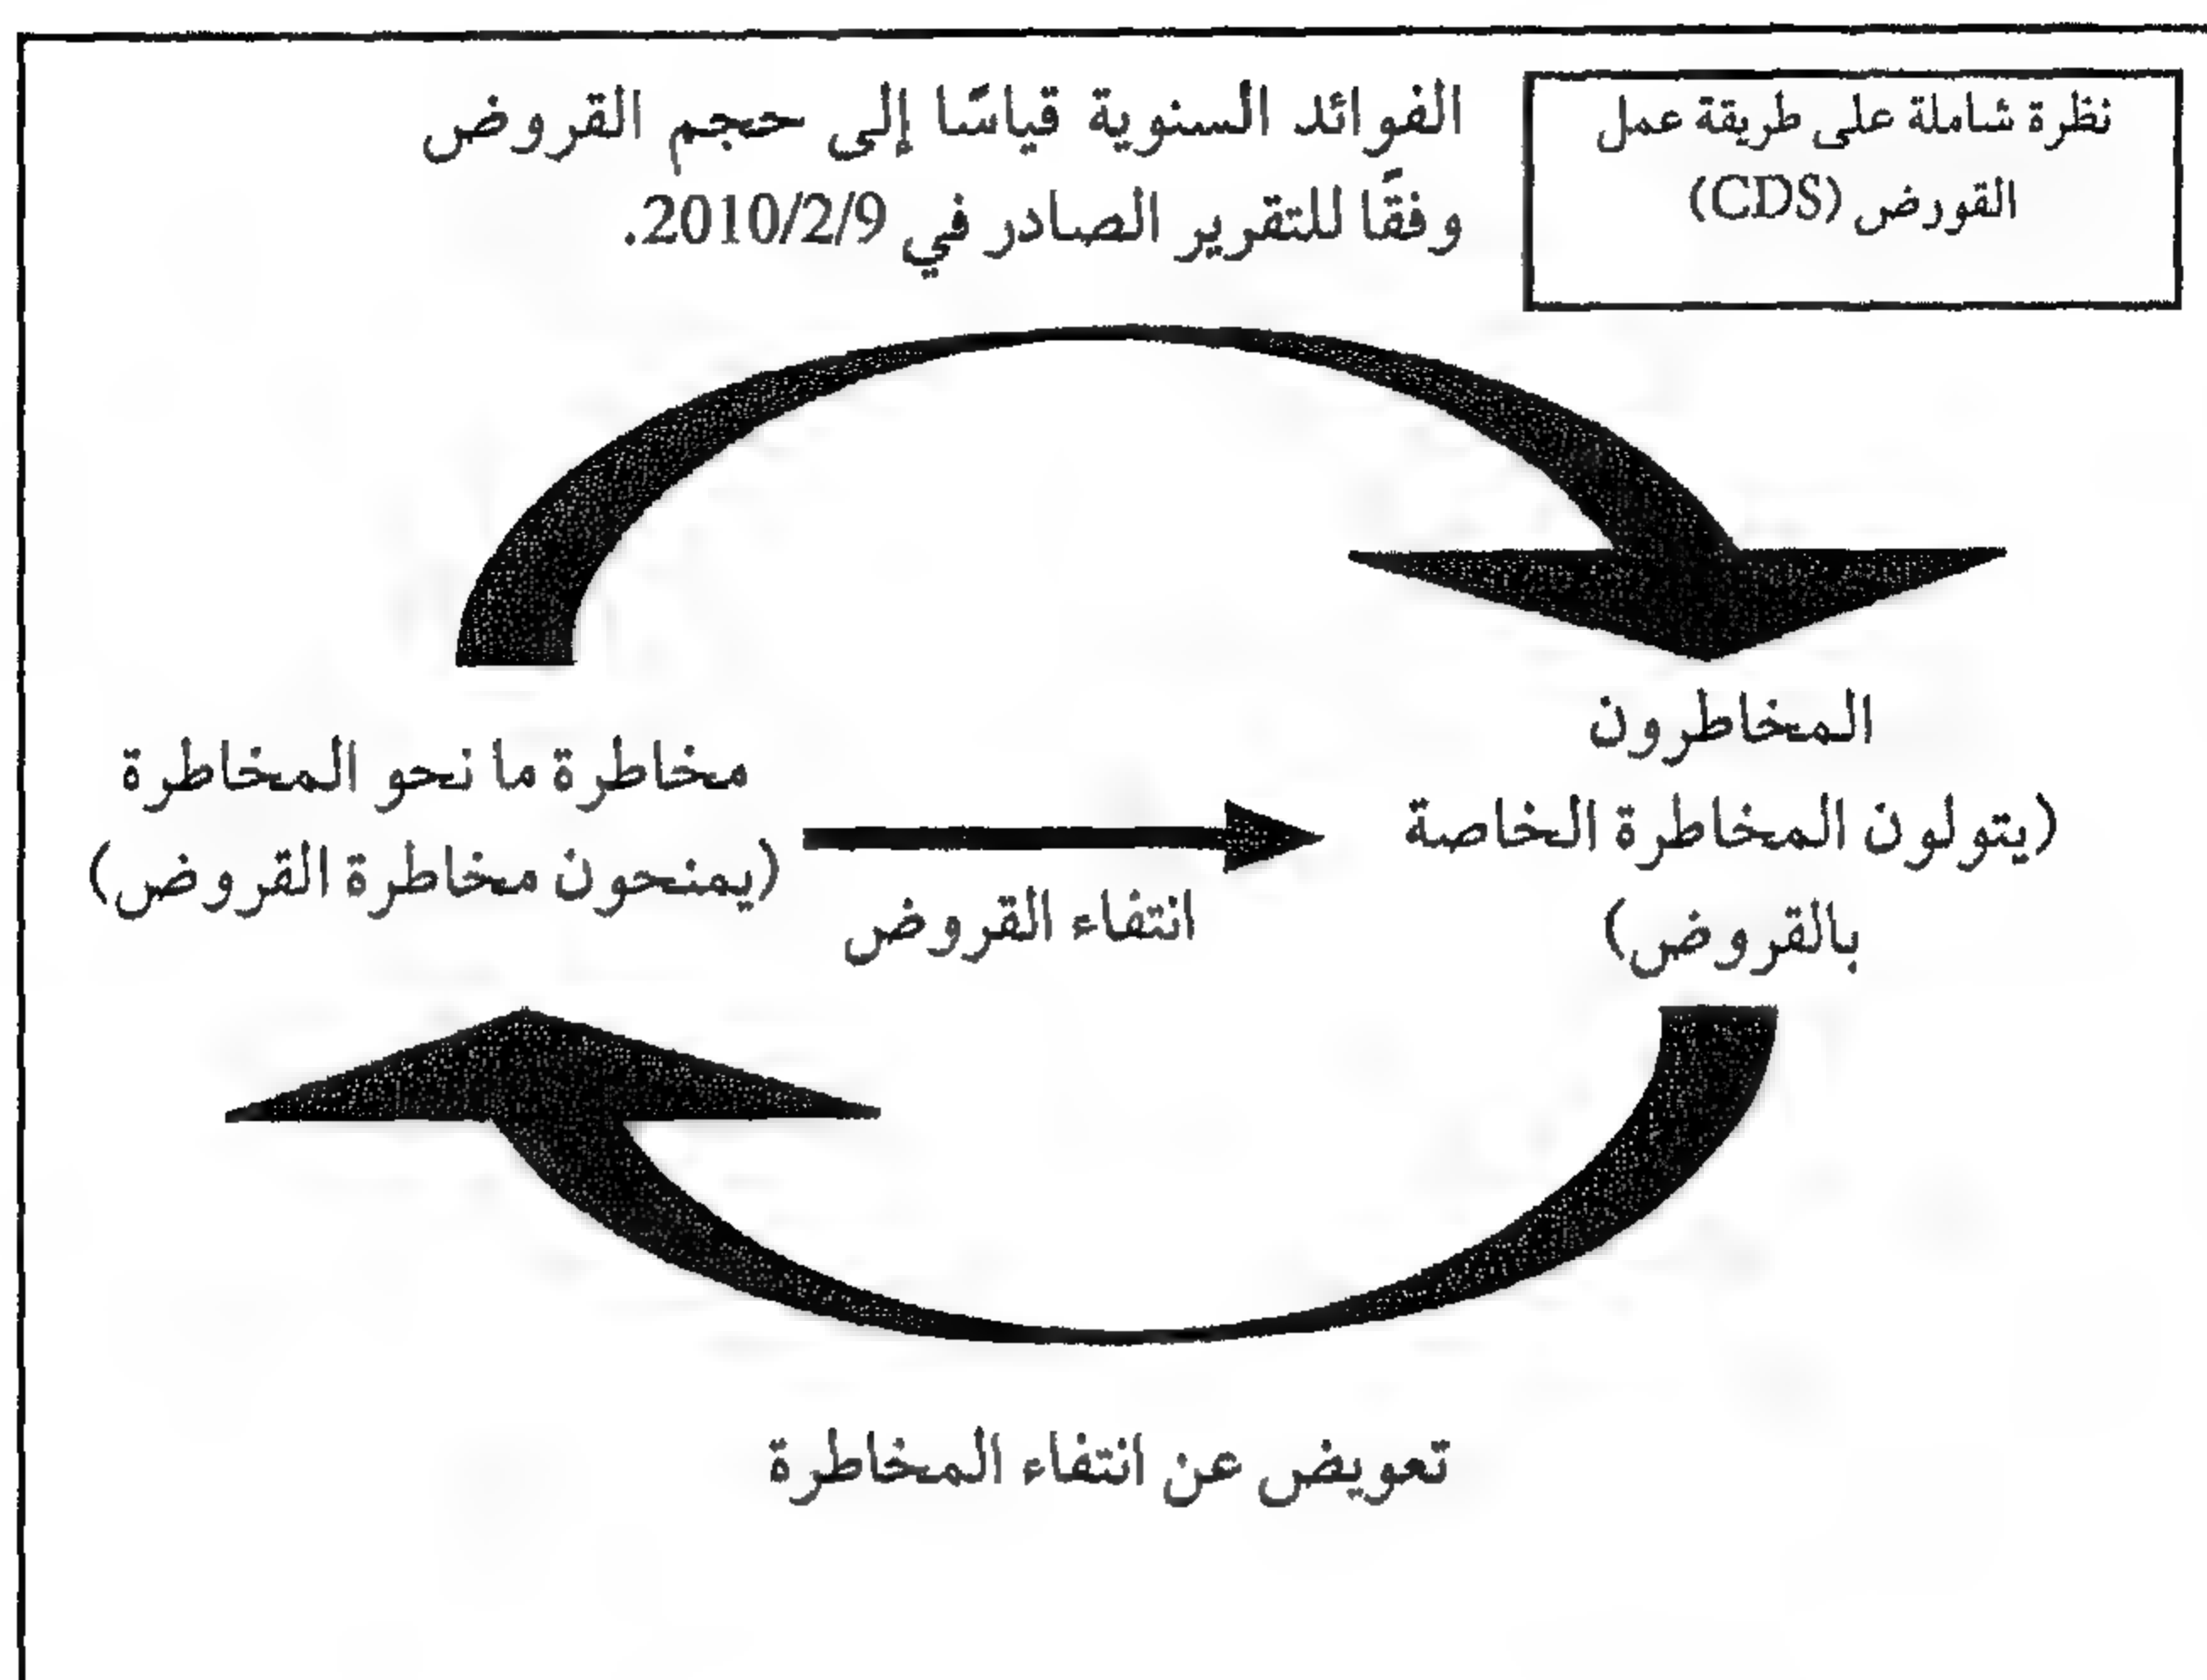 نظرة شاملة على طريقة عمل
القورض (CDS)
الفوائد السنوية قياسًا إلى حجم القروض
وفقًا للتقرير الصادر في 2010/2/9.
المخاطرون
(يتولون المخاطرة الخاصة
بالقروض)
مخاطرة ما نحو المخاطرة
(يمنحون مخاطرة القروض)
انتفاء القروض
تعويض عن انتفاء المخاطرة